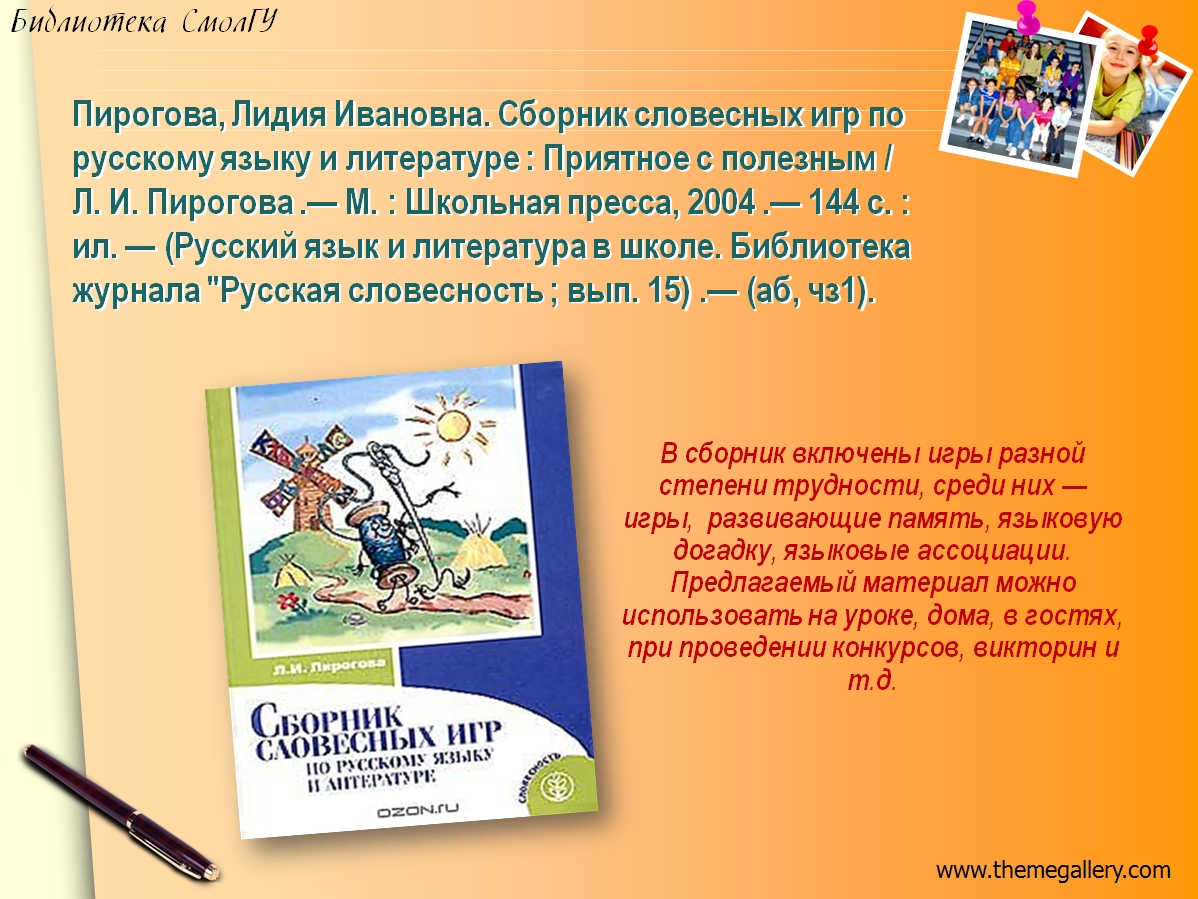 Библиотека СмолГУ
Пирогова, Лидия Ивановна. Сборник словесных игр по
русскому языку и литературе : Приятное с полезным /
Л. И. Пирогова .— М. : Школьная пресса, 2004 .— 144 с. :
ил. — (Русский язык и литература в школе. Библиотека
журнала "Русская словесность ; вып. 15) .— (аб, чз1).
Л.И. Пирогова
Сборник
словесных игр
по русскому языку
и литературе
словесность
OZON.ru
В сборник включены игры разной
степени трудности, среди них —
игры, развивающие память, языковую
догадку, языковые ассоциации.
Предлагаемый материал можно
использовать на уроке, дома, в гостях,
при проведении конкурсов, викторин и
т.д.
www.themegallery.com